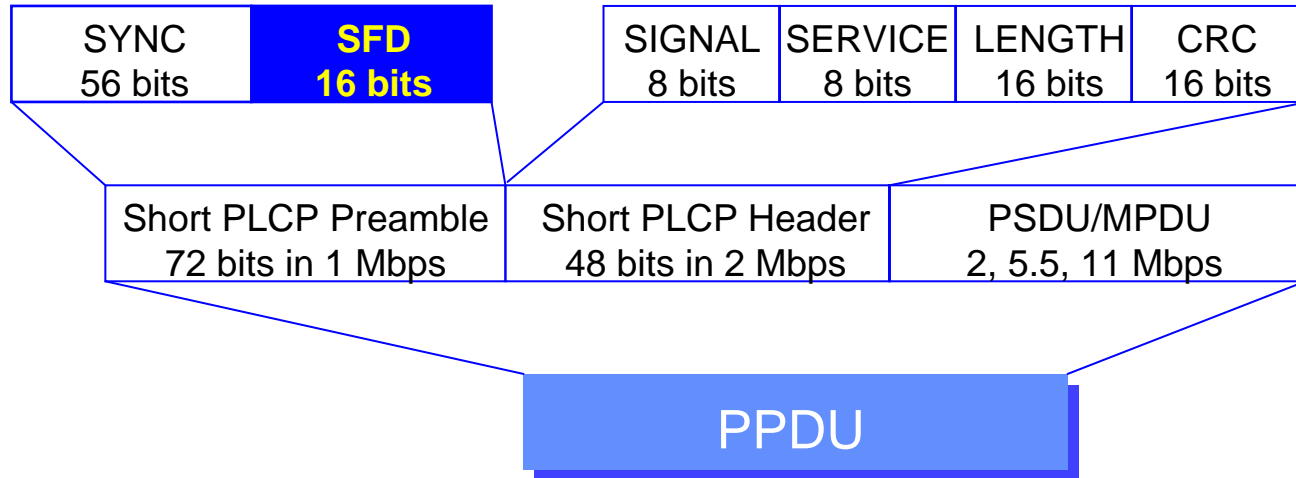 SYNC
56 bits
SFD
16 bits
SIGNAL
8 bits
SERVICE
8 bits
LENGTH
16 bits
CRC
16 bits
Short PLCP Preamble
72 bits in 1 Mbps
Short PLCP Header
48 bits in 2 Mbps
PSDU/MPDU
2, 5.5, 11 Mbps
PPDU